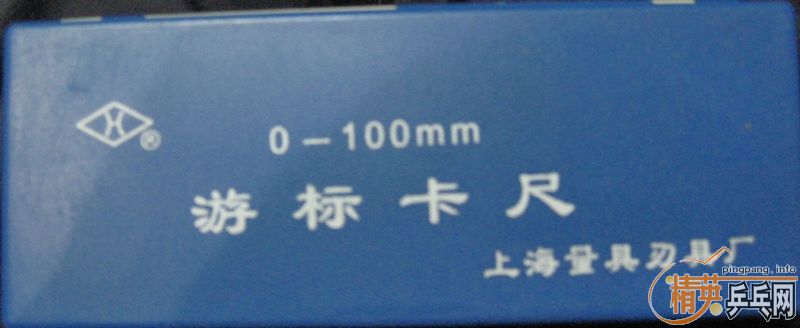 ®
0－100mm
游标卡尺
上海量具刃具厂
pingpang.info
精英乒乓网